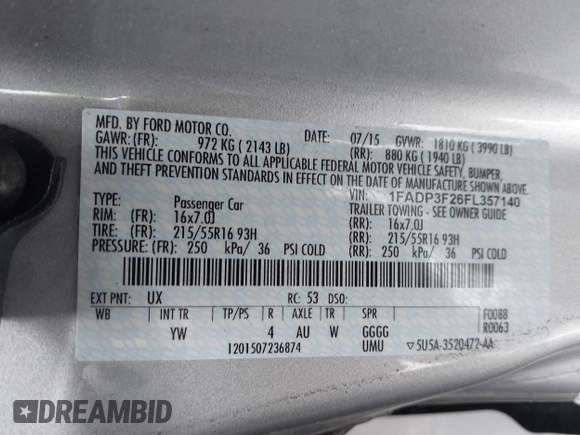 MFD. BY FORD MOTOR CO.
DATE: 07/15 GVWR: 1810 KG ( 3990 LB)
GAWR: (FR): 972 KG ( 2143 LB) (RR): 880 KG ( 1940 LB)
THIS VEHICLE CONFORMS TO ALL APPLICABLE FEDERAL MOTOR VEHICLE SAFETY, BUMPER,
AND THEFT PREVENTION STANDARDS IN EFFECT ON THE DATE OF MANUFACTURE SHOWN ABOVE.
VIN: 1FADP3F26FL357140
TYPE: Passenger Car TRAILER TOWING - SEE OWNER GUIDE
RIM: (FR) 16x7.0J (RR) 16x7.0J
TIRE: (FR) 215/55R16 93H (RR) 215/55R16 93H
PRESSURE: (FR) 250 kPa/ 36 PSI COLD (RR) 250 kPa/ 36 PSI COLD
EXT PNT: UX RC: 53 DSO:
WB INT TR TP/PS R AXLE TR SPR F0088
YW 4 AU W GGGG R0063
1201507236874 UMU ▽5U5A-3520472-AA
DREAMBID